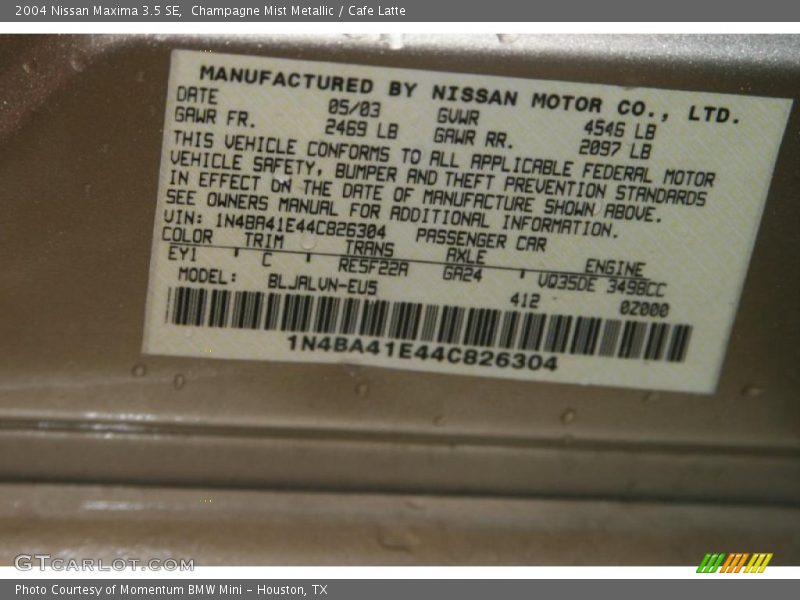 2004 Nissan Maxima 3.5 SE,  Champagne Mist Metallic / Cafe Latte
MANUFACTURED BY NISSAN MOTOR CO., LTD.
DATE 05/03 GVWR 4546 LB
GAWR FR. 2469 LB GAWR RR. 2097 LB
THIS VEHICLE CONFORMS TO ALL APPLICABLE FEDERAL MOTOR
VEHICLE SAFETY, BUMPER AND THEFT PREVENTION STANDARDS
IN EFFECT ON THE DATE OF MANUFACTURE SHOWN ABOVE.
SEE OWNERS MANUAL FOR ADDITIONAL INFORMATION.
VIN: 1N4BA41E44C826304 PASSENGER CAR
COLOR TRIM TRANS AXLE ENGINE
EY1 C RE5F22A GA24 VQ35DE 3498CC
MODEL: BLJALVN-EU5 412 0Z000
1N4BA41E44C826304
GTCARLOT.COM
Photo Courtesy of Momentum BMW Mini - Houston, TX